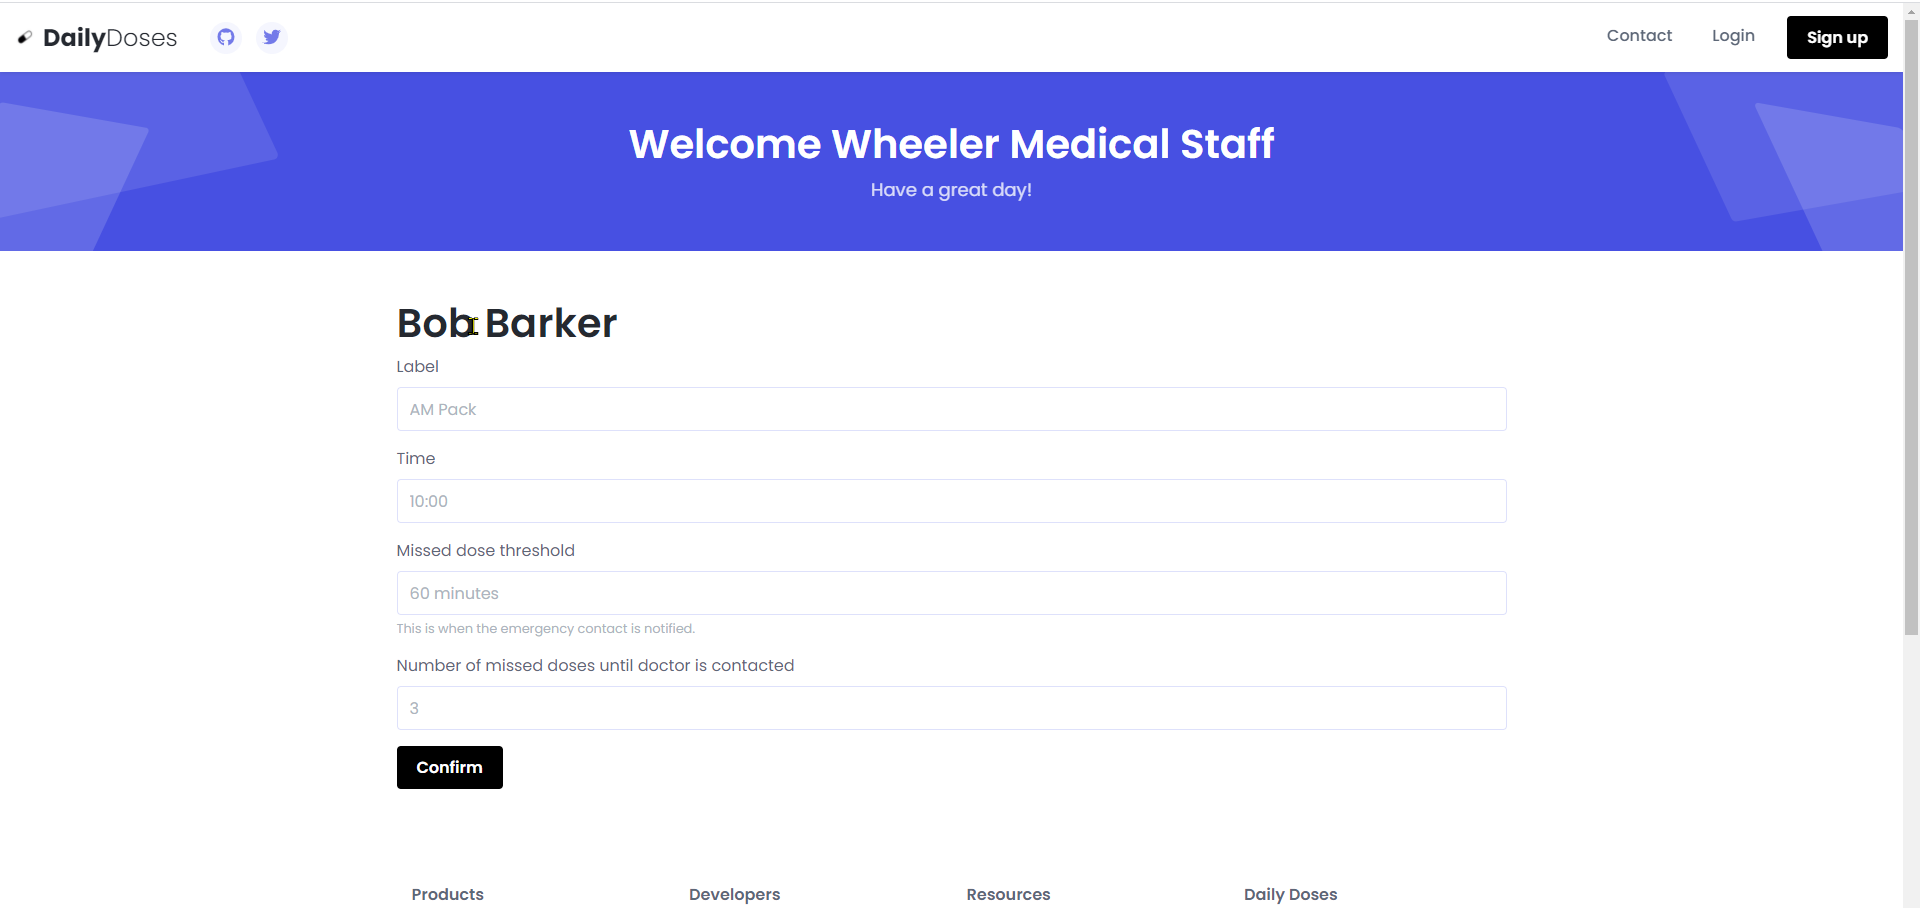 DailyDoses
Contact
Login
Sign up
Welcome Wheeler Medical Staff
Have a great day!
Bob Barker
Label
AM Pack
Time
10:00
Missed dose threshold
60 minutes
This is when the emergency contact is notified.
Number of missed doses until doctor is contacted
3
Confirm
Products
Developers
Resources
Daily Doses